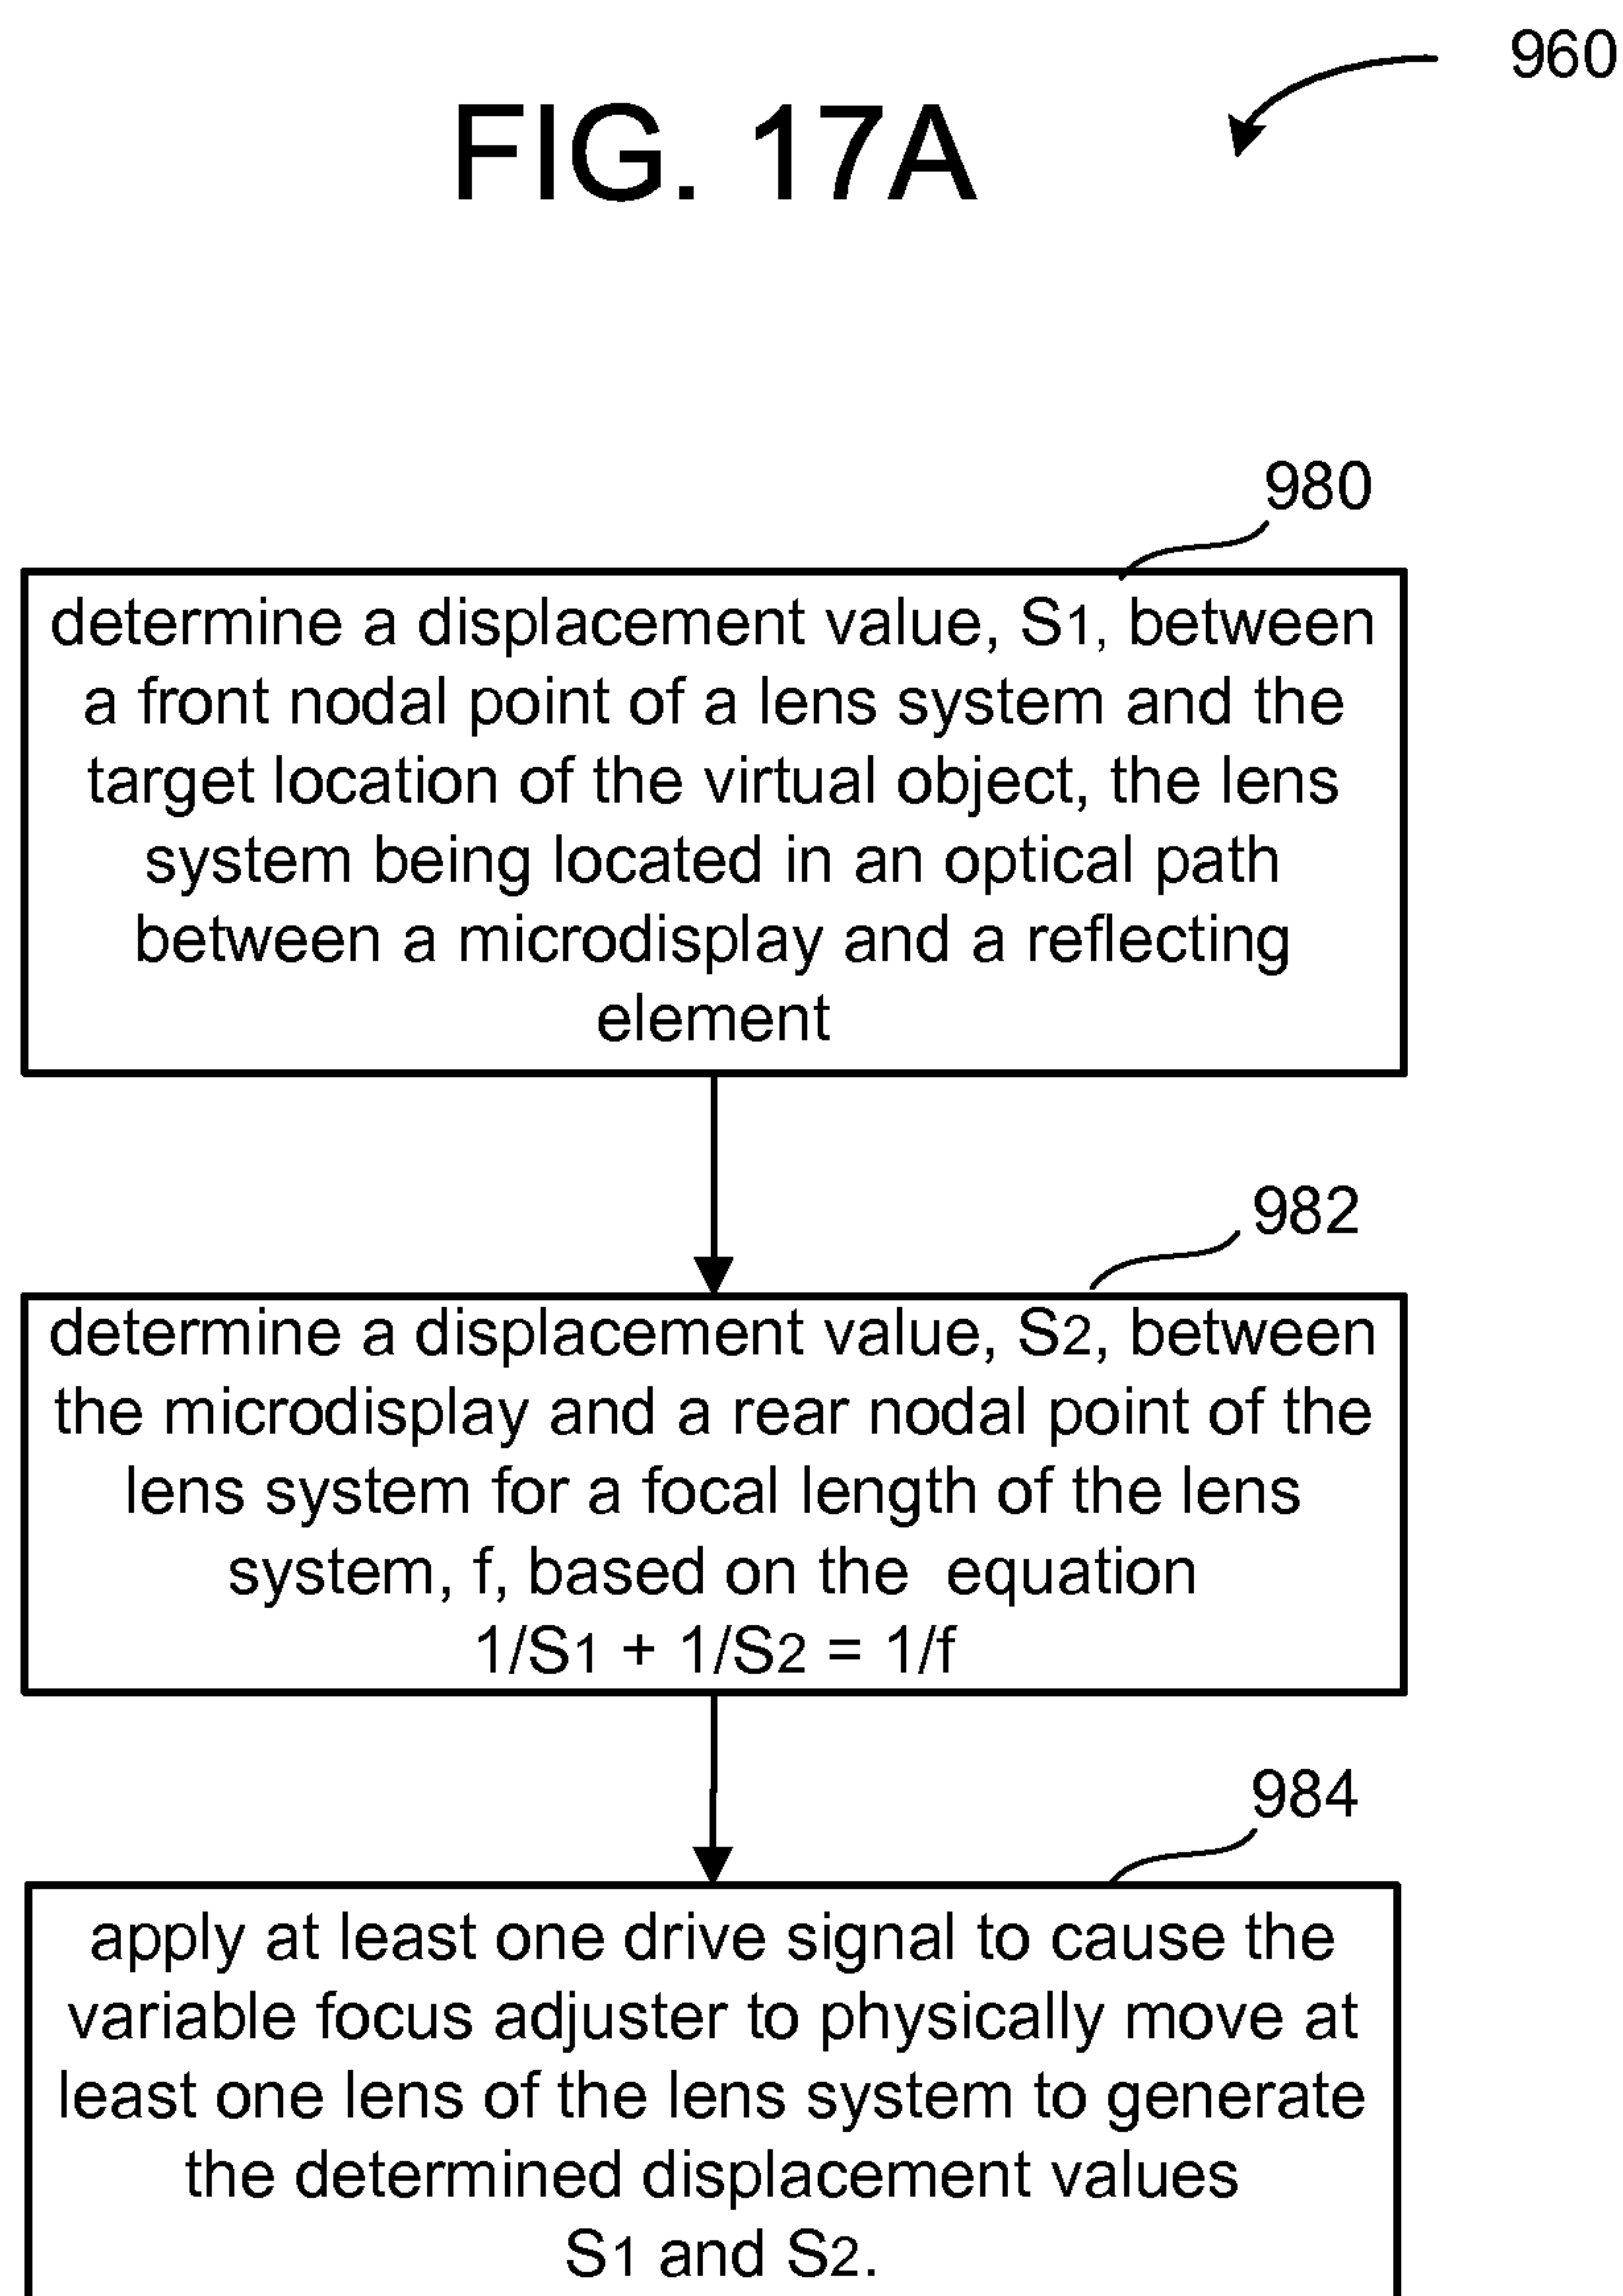 960
FIG. 17A
980
determine a displacement value, S1, between
a front nodal point of a lens system and the
target location of the virtual object, the lens
system being located in an optical path
between a microdisplay and a reflecting
element
982
determine a displacement value, S2, between
the microdisplay and a rear nodal point of the
lens system for a focal length of the lens
system, f, based on the equation
1/S1 + 1/S2 = 1/f
984
apply at least one drive signal to cause the
variable focus adjuster to physically move at
least one lens of the lens system to generate
the determined displacement values
S1 and S2.